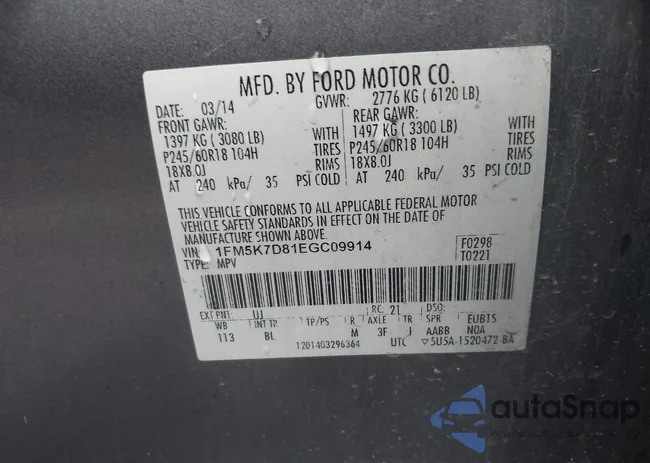 MFD. BY FORD MOTOR CO.
DATE: 03/14 GVWR: 2776 KG ( 6120 LB)
FRONT GAWR: REAR GAWR:
1397 KG ( 3080 LB) WITH 1497 KG ( 3300 LB) WITH
P245/60R18 104H TIRES P245/60R18 104H TIRES
18X8.0J RIMS 18X8.0J RIMS
AT 240 kPa/ 35 PSI COLD AT 240 kPa/ 35 PSI COLD
THIS VEHICLE CONFORMS TO ALL APPLICABLE FEDERAL MOTOR
VEHICLE SAFETY STANDARDS IN EFFECT ON THE DATE OF
MANUFACTURE SHOWN ABOVE.
VIN: 1FM5K7D81EGC09914 F0298
TYPE: MPV T0221
EXT PNT: UJ RC: 21 DSO:
WB INT TR TP/PS R AXLE TR SPR EUB1S
113 BL M 3F J AABB N0A
1201403296364 UTC 5U5A-1520472-BA
autoSnap